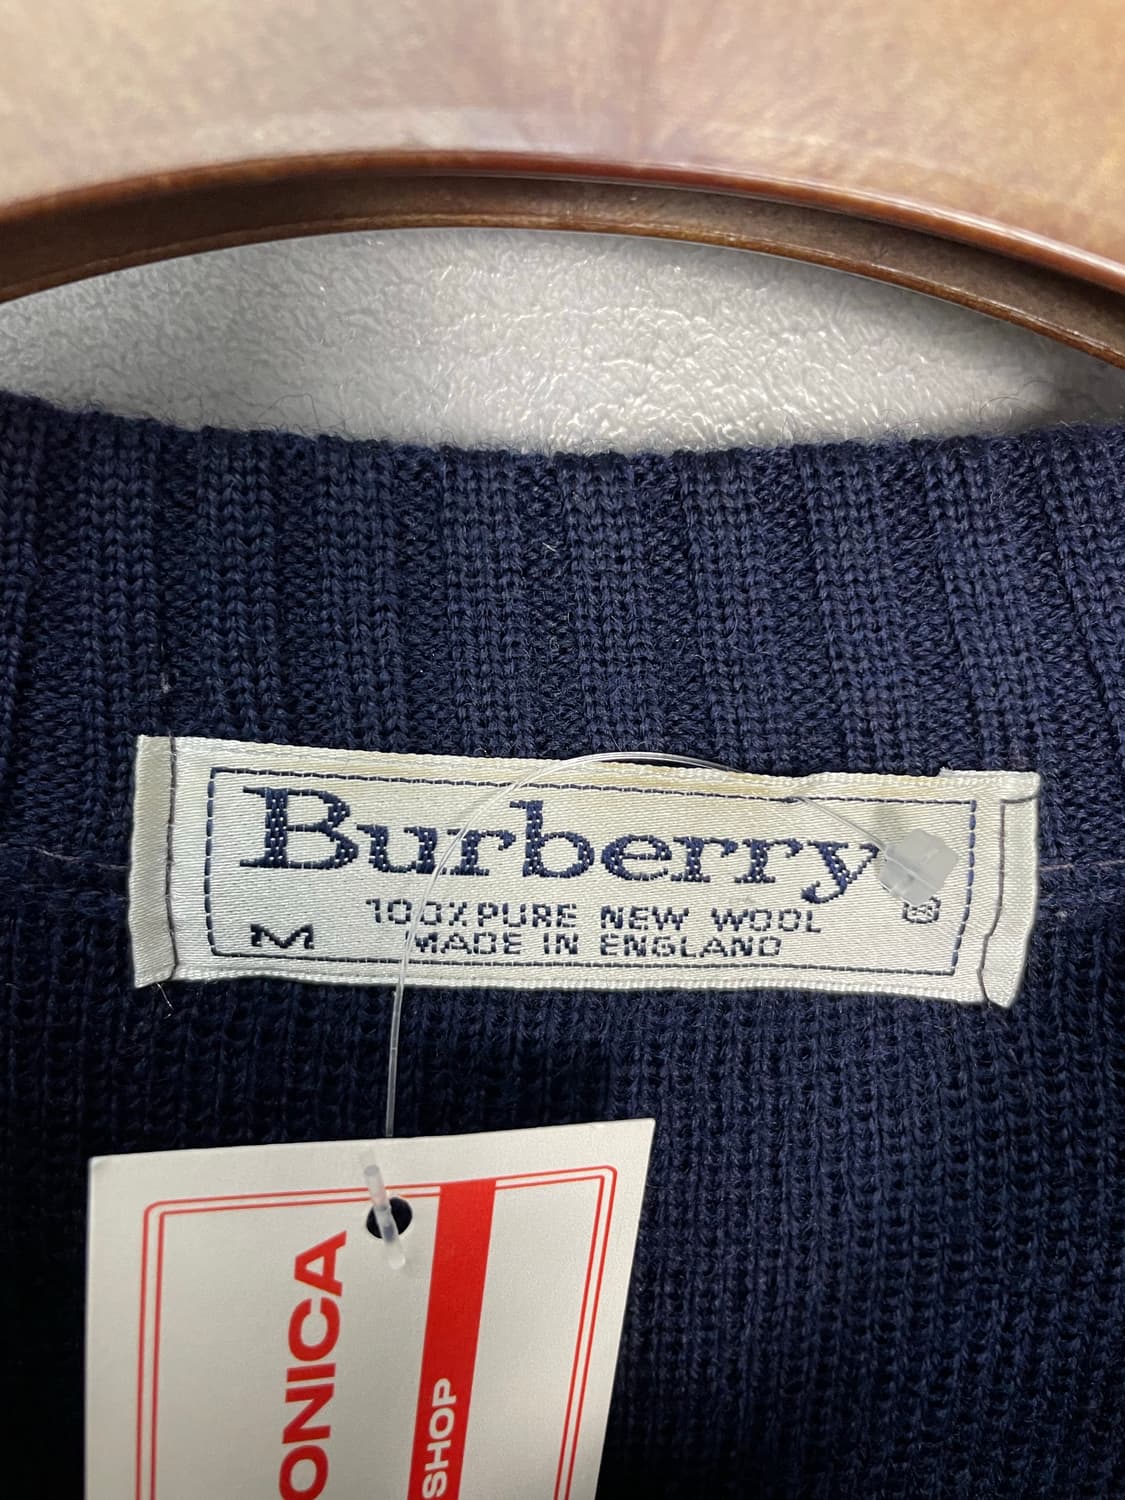 Burberry
100% PURE NEW WOOL
M
MADE IN ENGLAND
ONICA
SHOP